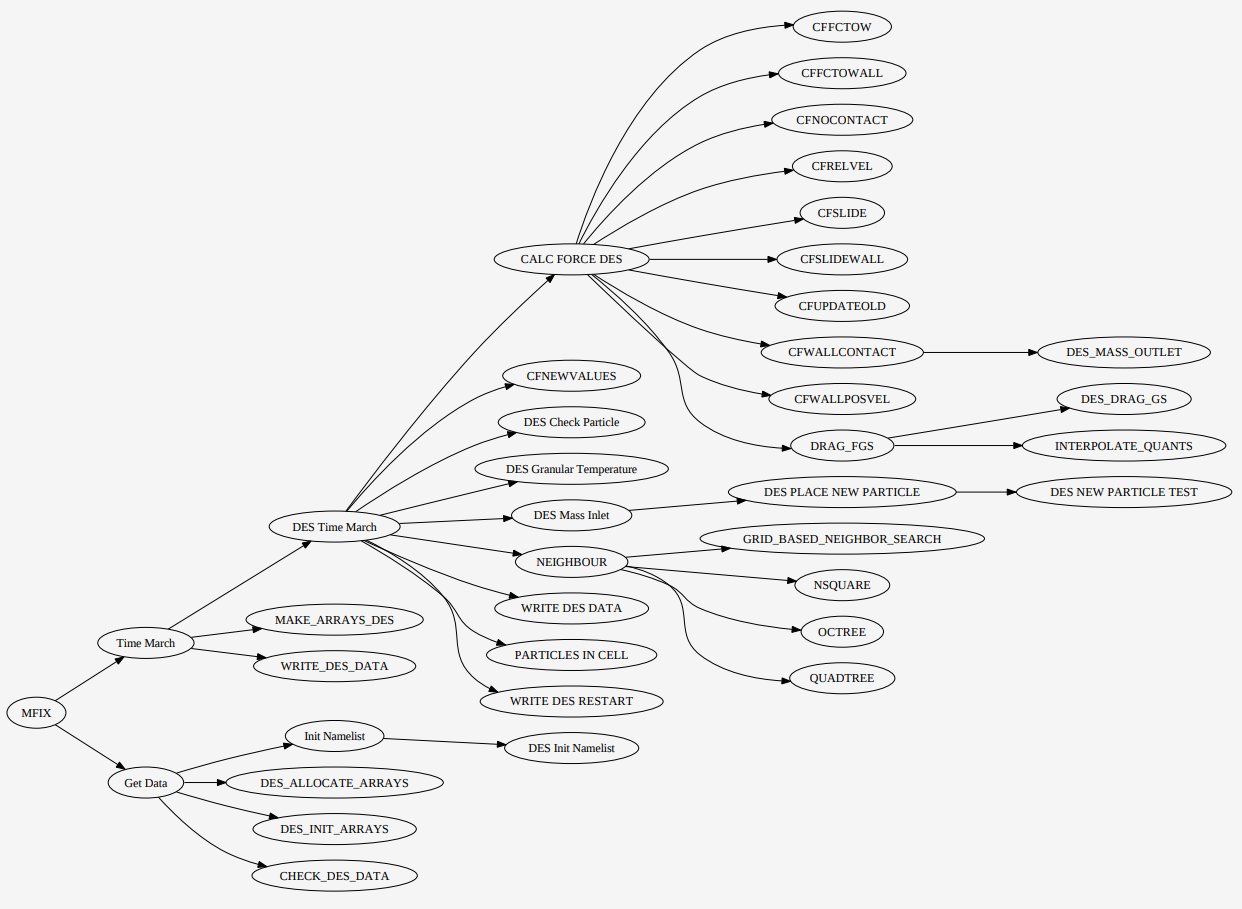 CFFCTOW
CFFCTOWALL
CFNOCONTACT
CFRELVEL
CFSLIDE
CALC FORCE DES
CFSLIDEWALL
CFUPDATEOLD
CFWALLCONTACT
DES_MASS_OUTLET
CFNEWVALUES
CFWALLPOSVEL
DES_DRAG_GS
DES Check Particle
DRAG_FGS
INTERPOLATE_QUANTS
DES Granular Temperature
DES PLACE NEW PARTICLE
DES NEW PARTICLE TEST
DES Time March
DES Mass Inlet
GRID_BASED_NEIGHBOR_SEARCH
NEIGHBOUR
NSQUARE
MAKE_ARRAYS_DES
WRITE DES DATA
OCTREE
Time March
WRITE_DES_DATA
PARTICLES IN CELL
QUADTREE
MFIX
WRITE DES RESTART
Init Namelist
DES Init Namelist
Get Data
DES_ALLOCATE_ARRAYS
DES_INIT_ARRAYS
CHECK_DES_DATA